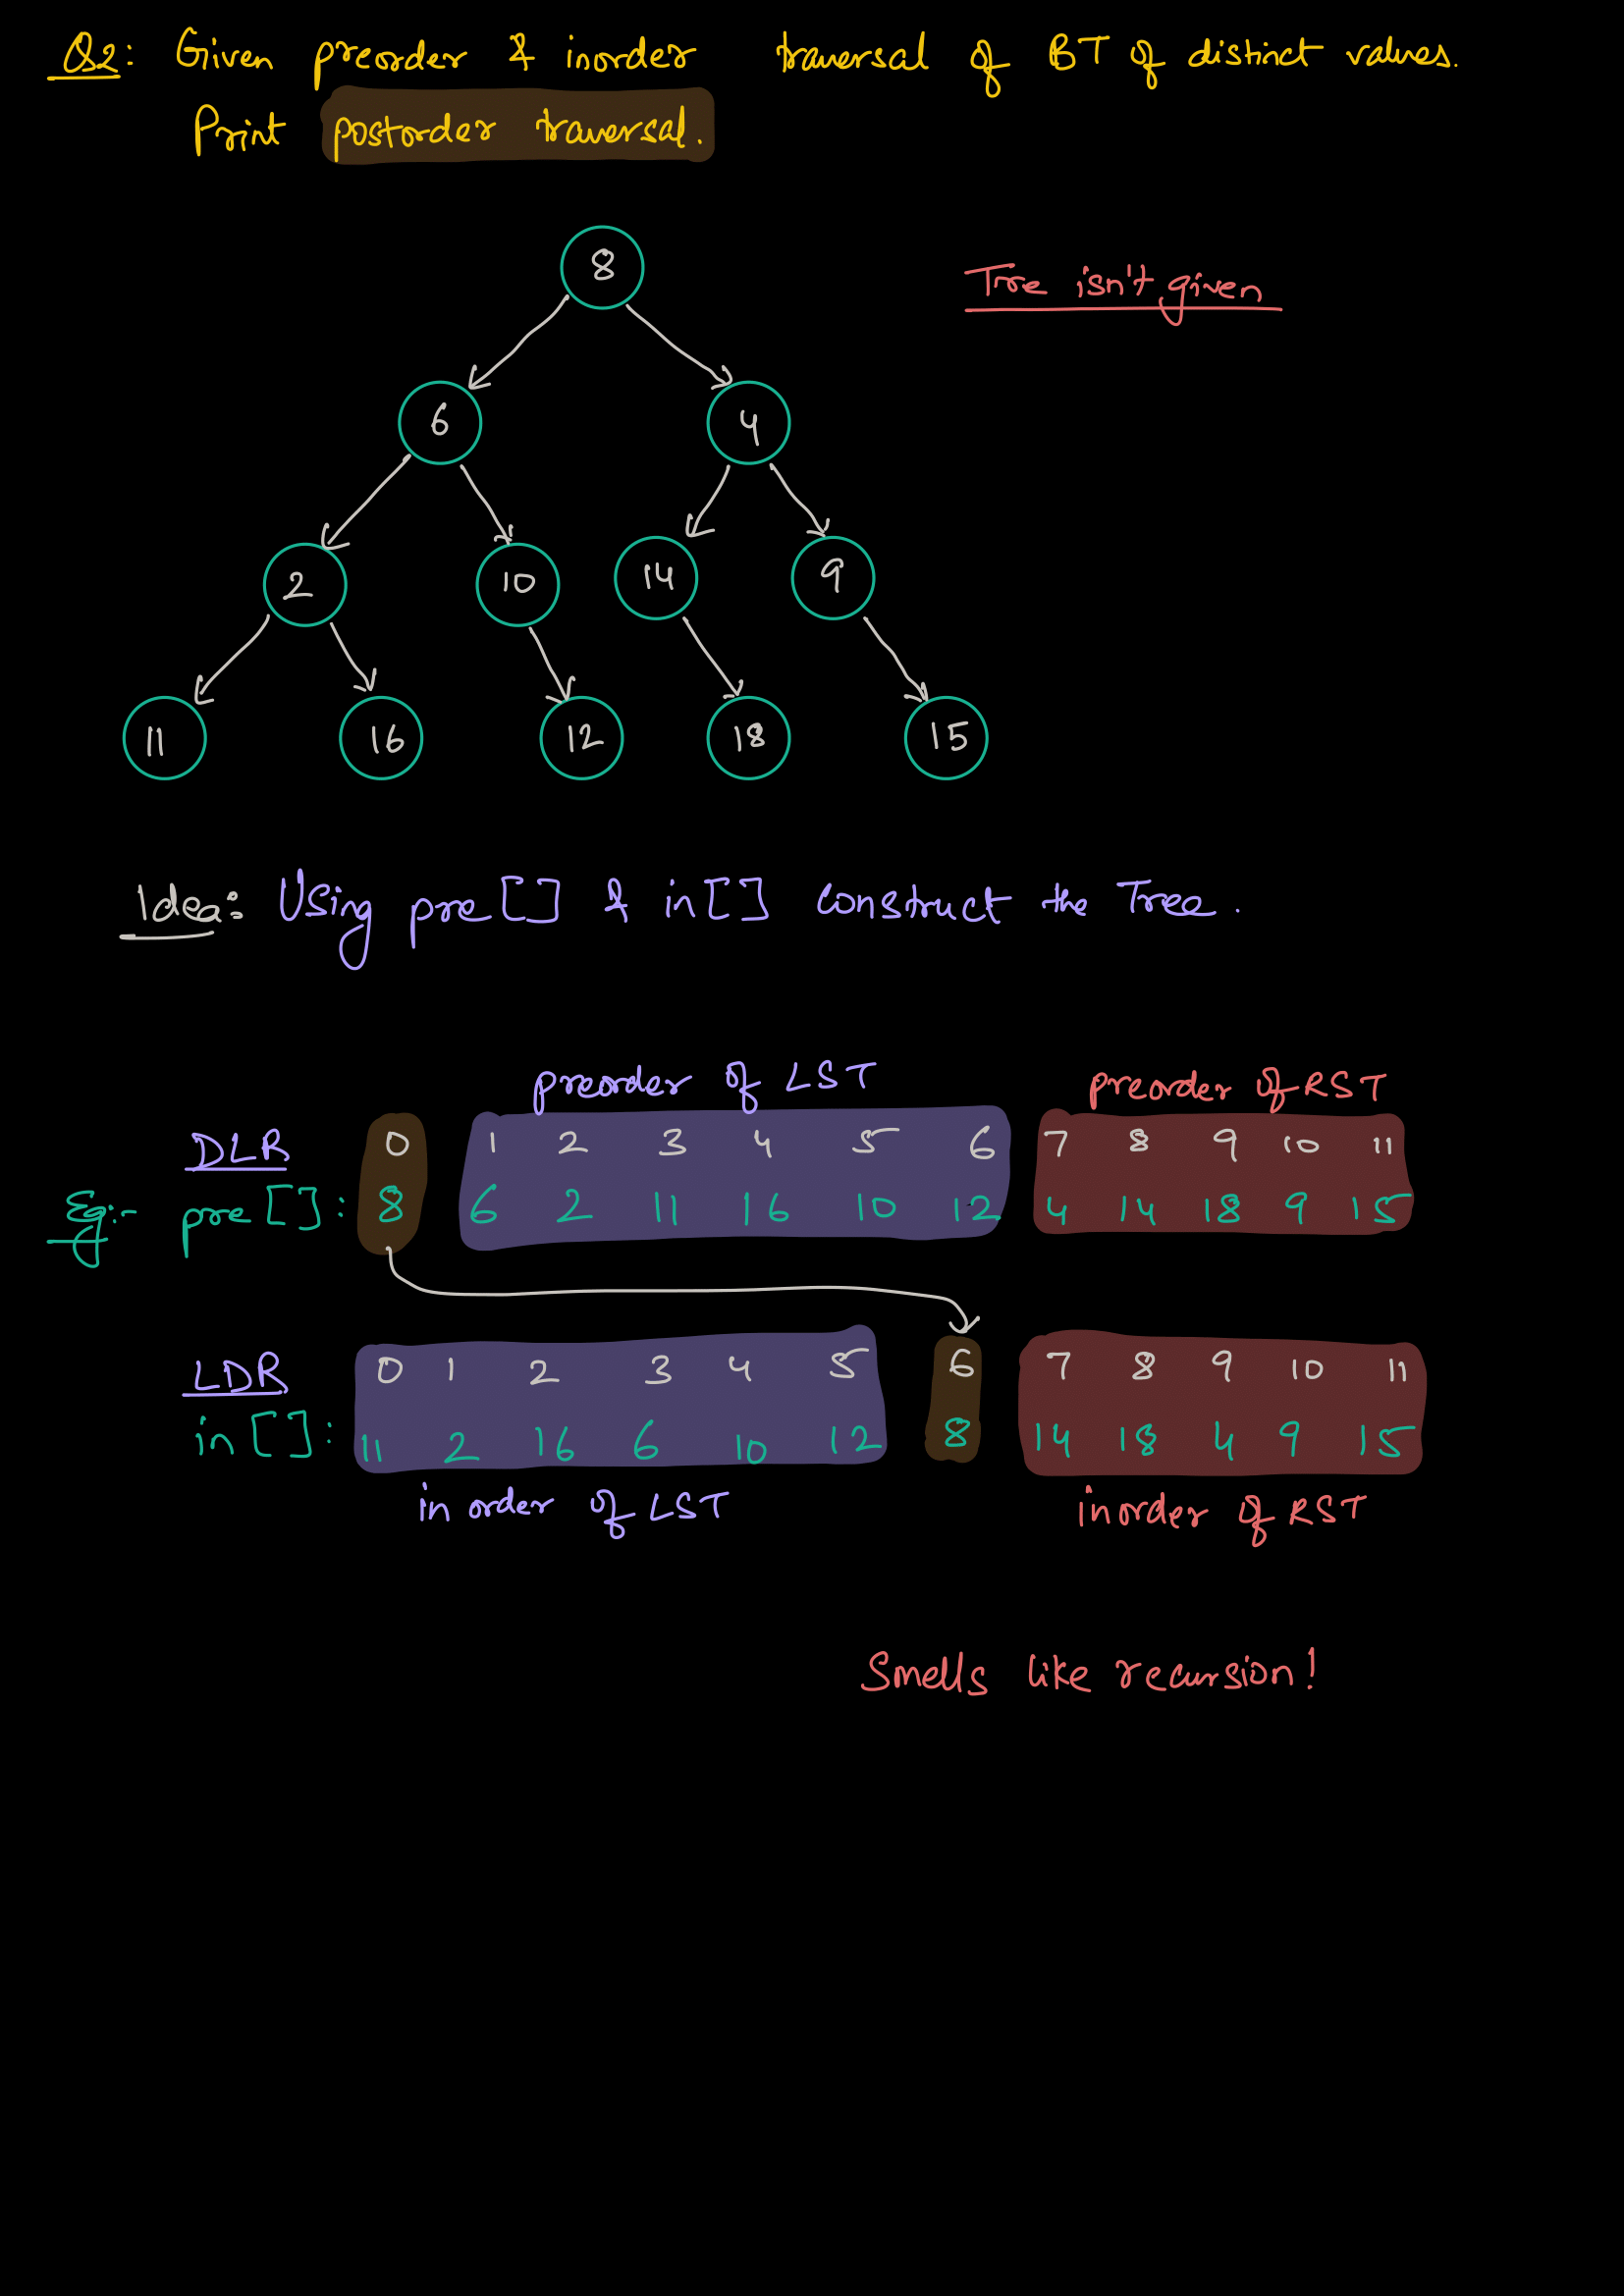 Q2: Given preorder & inorder traversal of BT of distinct values.
Print postorder traversal.
8
Tree isn't given
6 4
2 10 14 9
11 16 12 18 15
Idea: Using pre[] & in[] construct the Tree.
preorder of LST preorder of RST
DLR 0 1 2 3 4 5 6 7 8 9 10 11
Eg:- pre[]: 8 6 2 11 16 10 12 4 14 18 9 15
LDR 0 1 2 3 4 5 6 7 8 9 10 11
in[]: 11 2 16 6 10 12 8 14 18 4 9 15
in order of LST inorder of RST
Smells like recursion!